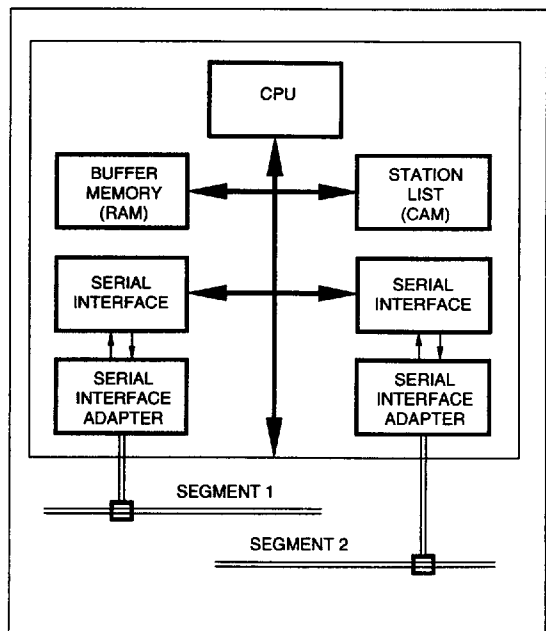 CPU
BUFFER
MEMORY
(RAM)
STATION
LIST
(CAM)
SERIAL
INTERFACE
SERIAL
INTERFACE
SERIAL
INTERFACE
ADAPTER
SERIAL
INTERFACE
ADAPTER
SEGMENT 1
SEGMENT 2